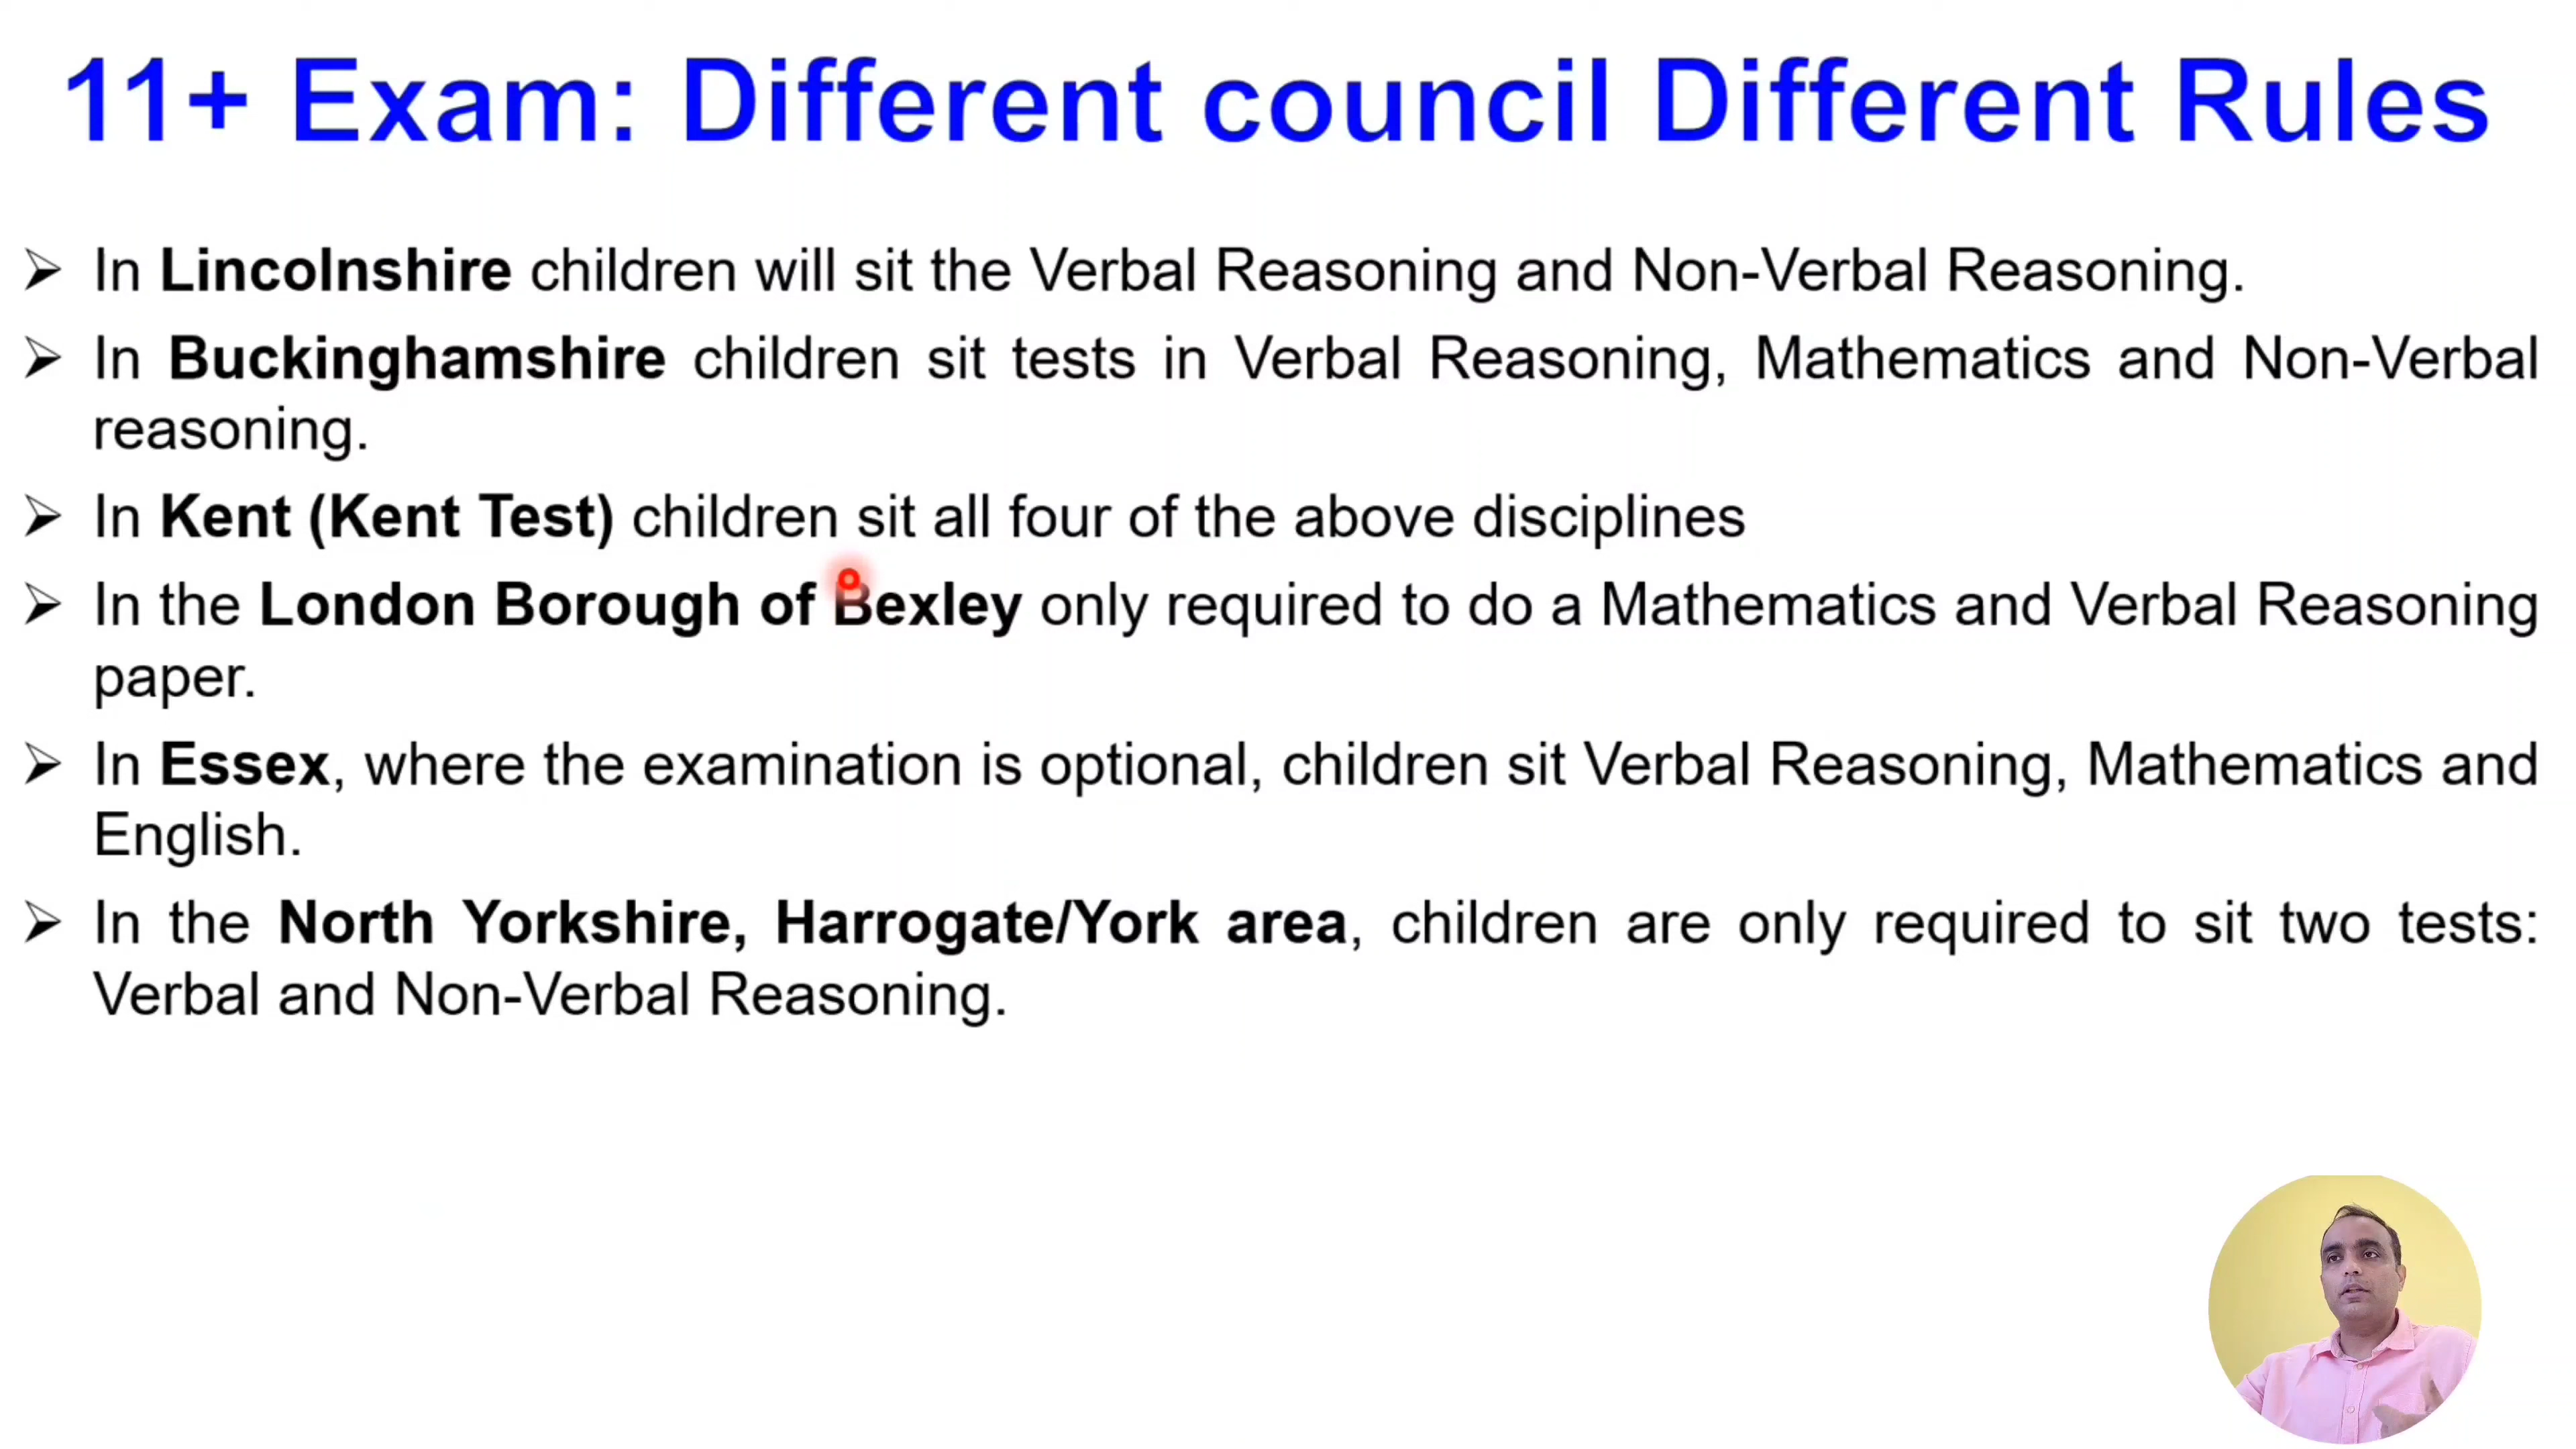 11+ Exam: Different council Different Rules
In Lincolnshire children will sit the Verbal Reasoning and Non-Verbal Reasoning.
In Buckinghamshire children sit tests in Verbal Reasoning, Mathematics and Non-Verbal
reasoning.
In Kent (Kent Test) children sit all four of the above disciplines
In the London Borough of Bexley only required to do a Mathematics and Verbal Reasoning
paper.
In Essex, where the examination is optional, children sit Verbal Reasoning, Mathematics and
English.
In the North Yorkshire, Harrogate/York area, children are only required to sit two tests:
Verbal and Non-Verbal Reasoning.